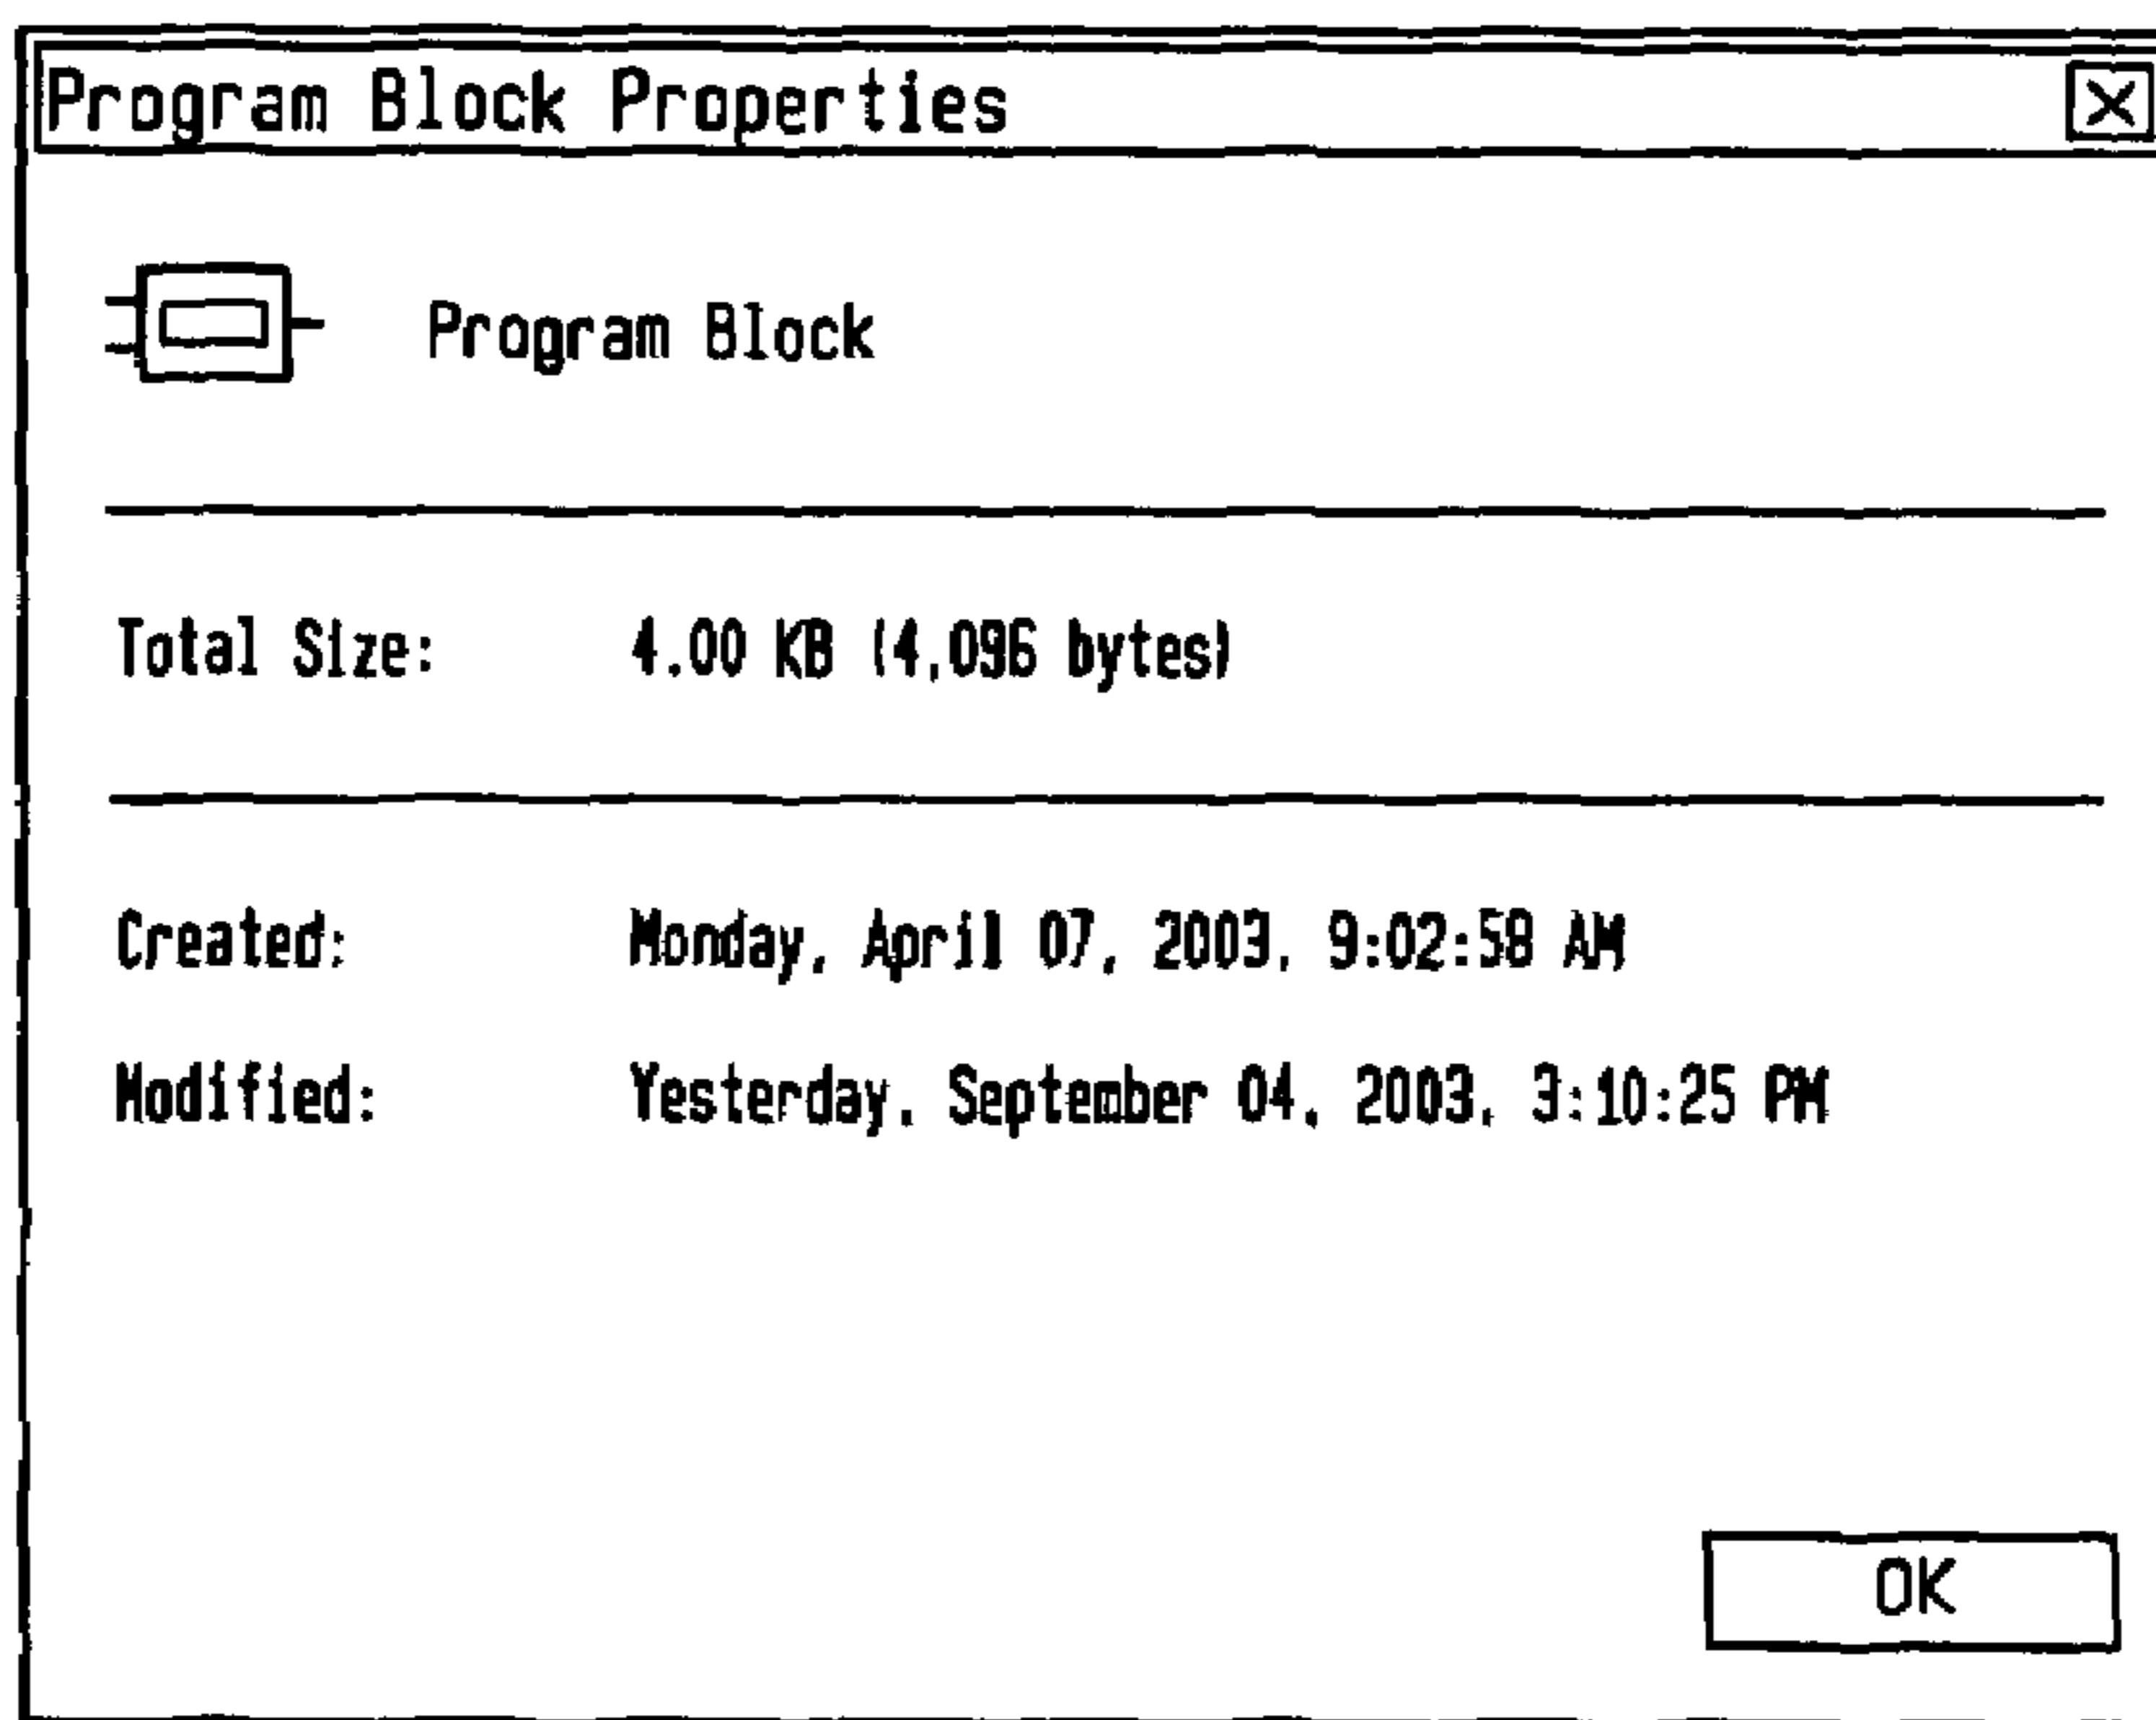 Program Block Properties
Program Block
Total Size: 4.00 KB (4,096 bytes)
Created: Monday, April 07, 2003, 9:02:58 AM
Modified: Yesterday, September 04, 2003, 3:10:25 PM
OK